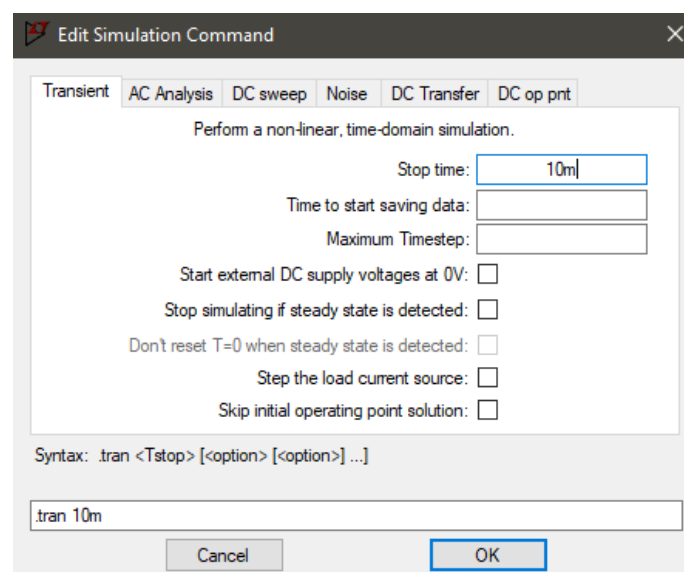 Edit Simulation Command
Transient AC Analysis DC sweep Noise DC Transfer DC op pnt
Perform a non-linear, time-domain simulation.
Stop time: 10m
Time to start saving data:
Maximum Timestep:
Start external DC supply voltages at 0V:
Stop simulating if steady state is detected:
Don't reset T=0 when steady state is detected:
Step the load current source:
Skip initial operating point solution:
Syntax: .tran <Tstop> [<option> [<option>] ...]
.tran 10m
Cancel OK